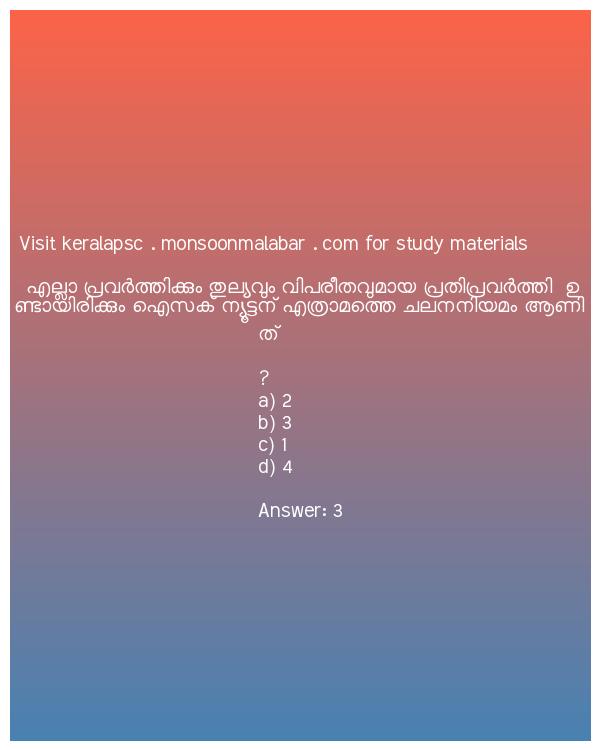 Visit keralapsc .monsoonmalabar .com for study materials
എല്ലാ പ്രവർത്തിക്കും തുല്യവും വിപരീതവുമായ പ്രതിപ്രവർത്തി ഉ
ണ്ടായിരിക്കും ഐസക് ന്യൂട്ടന് എത്രാമത്തെ ചലനനിയമം ആണി
ത്
?
a) 2
b) 3
c) 1
d) 4
Answer: 3